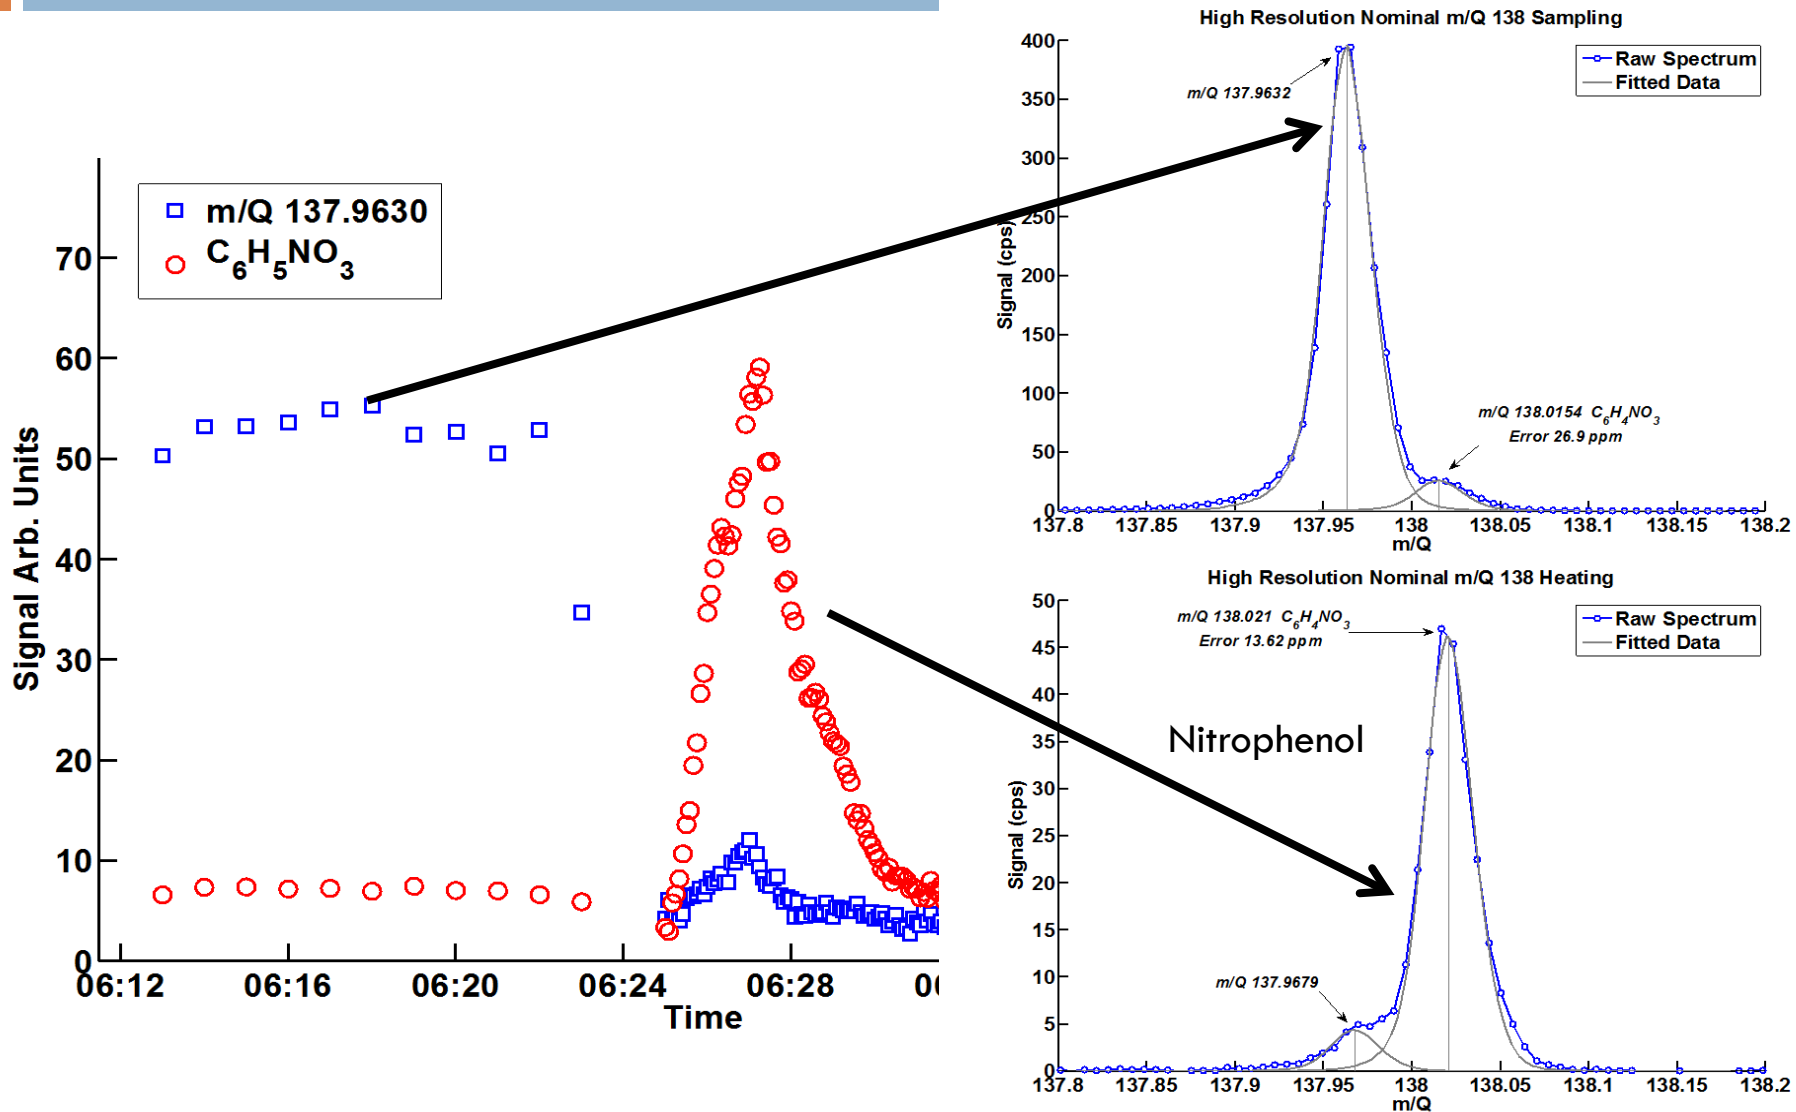 m/Q 137.9630
C6H5NO3
70
60
50
40
30
20
10
0
Signal Arb. Units
06:12
06:16
06:20
06:24
06:28
0
Time
High Resolution Nominal m/Q 138 Sampling
Raw Spectrum
Fitted Data
m/Q 137.9632
m/Q 138.0154 C6H4NO3
Error 26.9 ppm
400
350
300
250
200
150
100
50
0
Signal (cps)
137.8
137.85
137.9
137.95
138
138.05
138.1
138.15
138.2
m/Q
High Resolution Nominal m/Q 138 Heating
Raw Spectrum
Fitted Data
m/Q 138.021 C6H4NO3
Error 13.62 ppm
Nitrophenol
m/Q 137.9679
50
45
40
35
30
25
20
15
10
5
0
Signal (cps)
137.8
137.85
137.9
137.95
138
138.05
138.1
138.15
138.2
m/Q